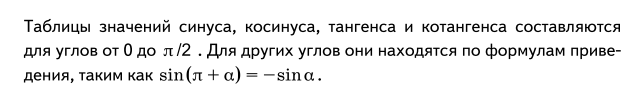 Таблицы значений синуса, косинуса, тангенса и котангенса составляются
для углов от 0 до π/2 . Для других углов они находятся по формулам приве-
дения, таким как sin(π + α) = −sin α.